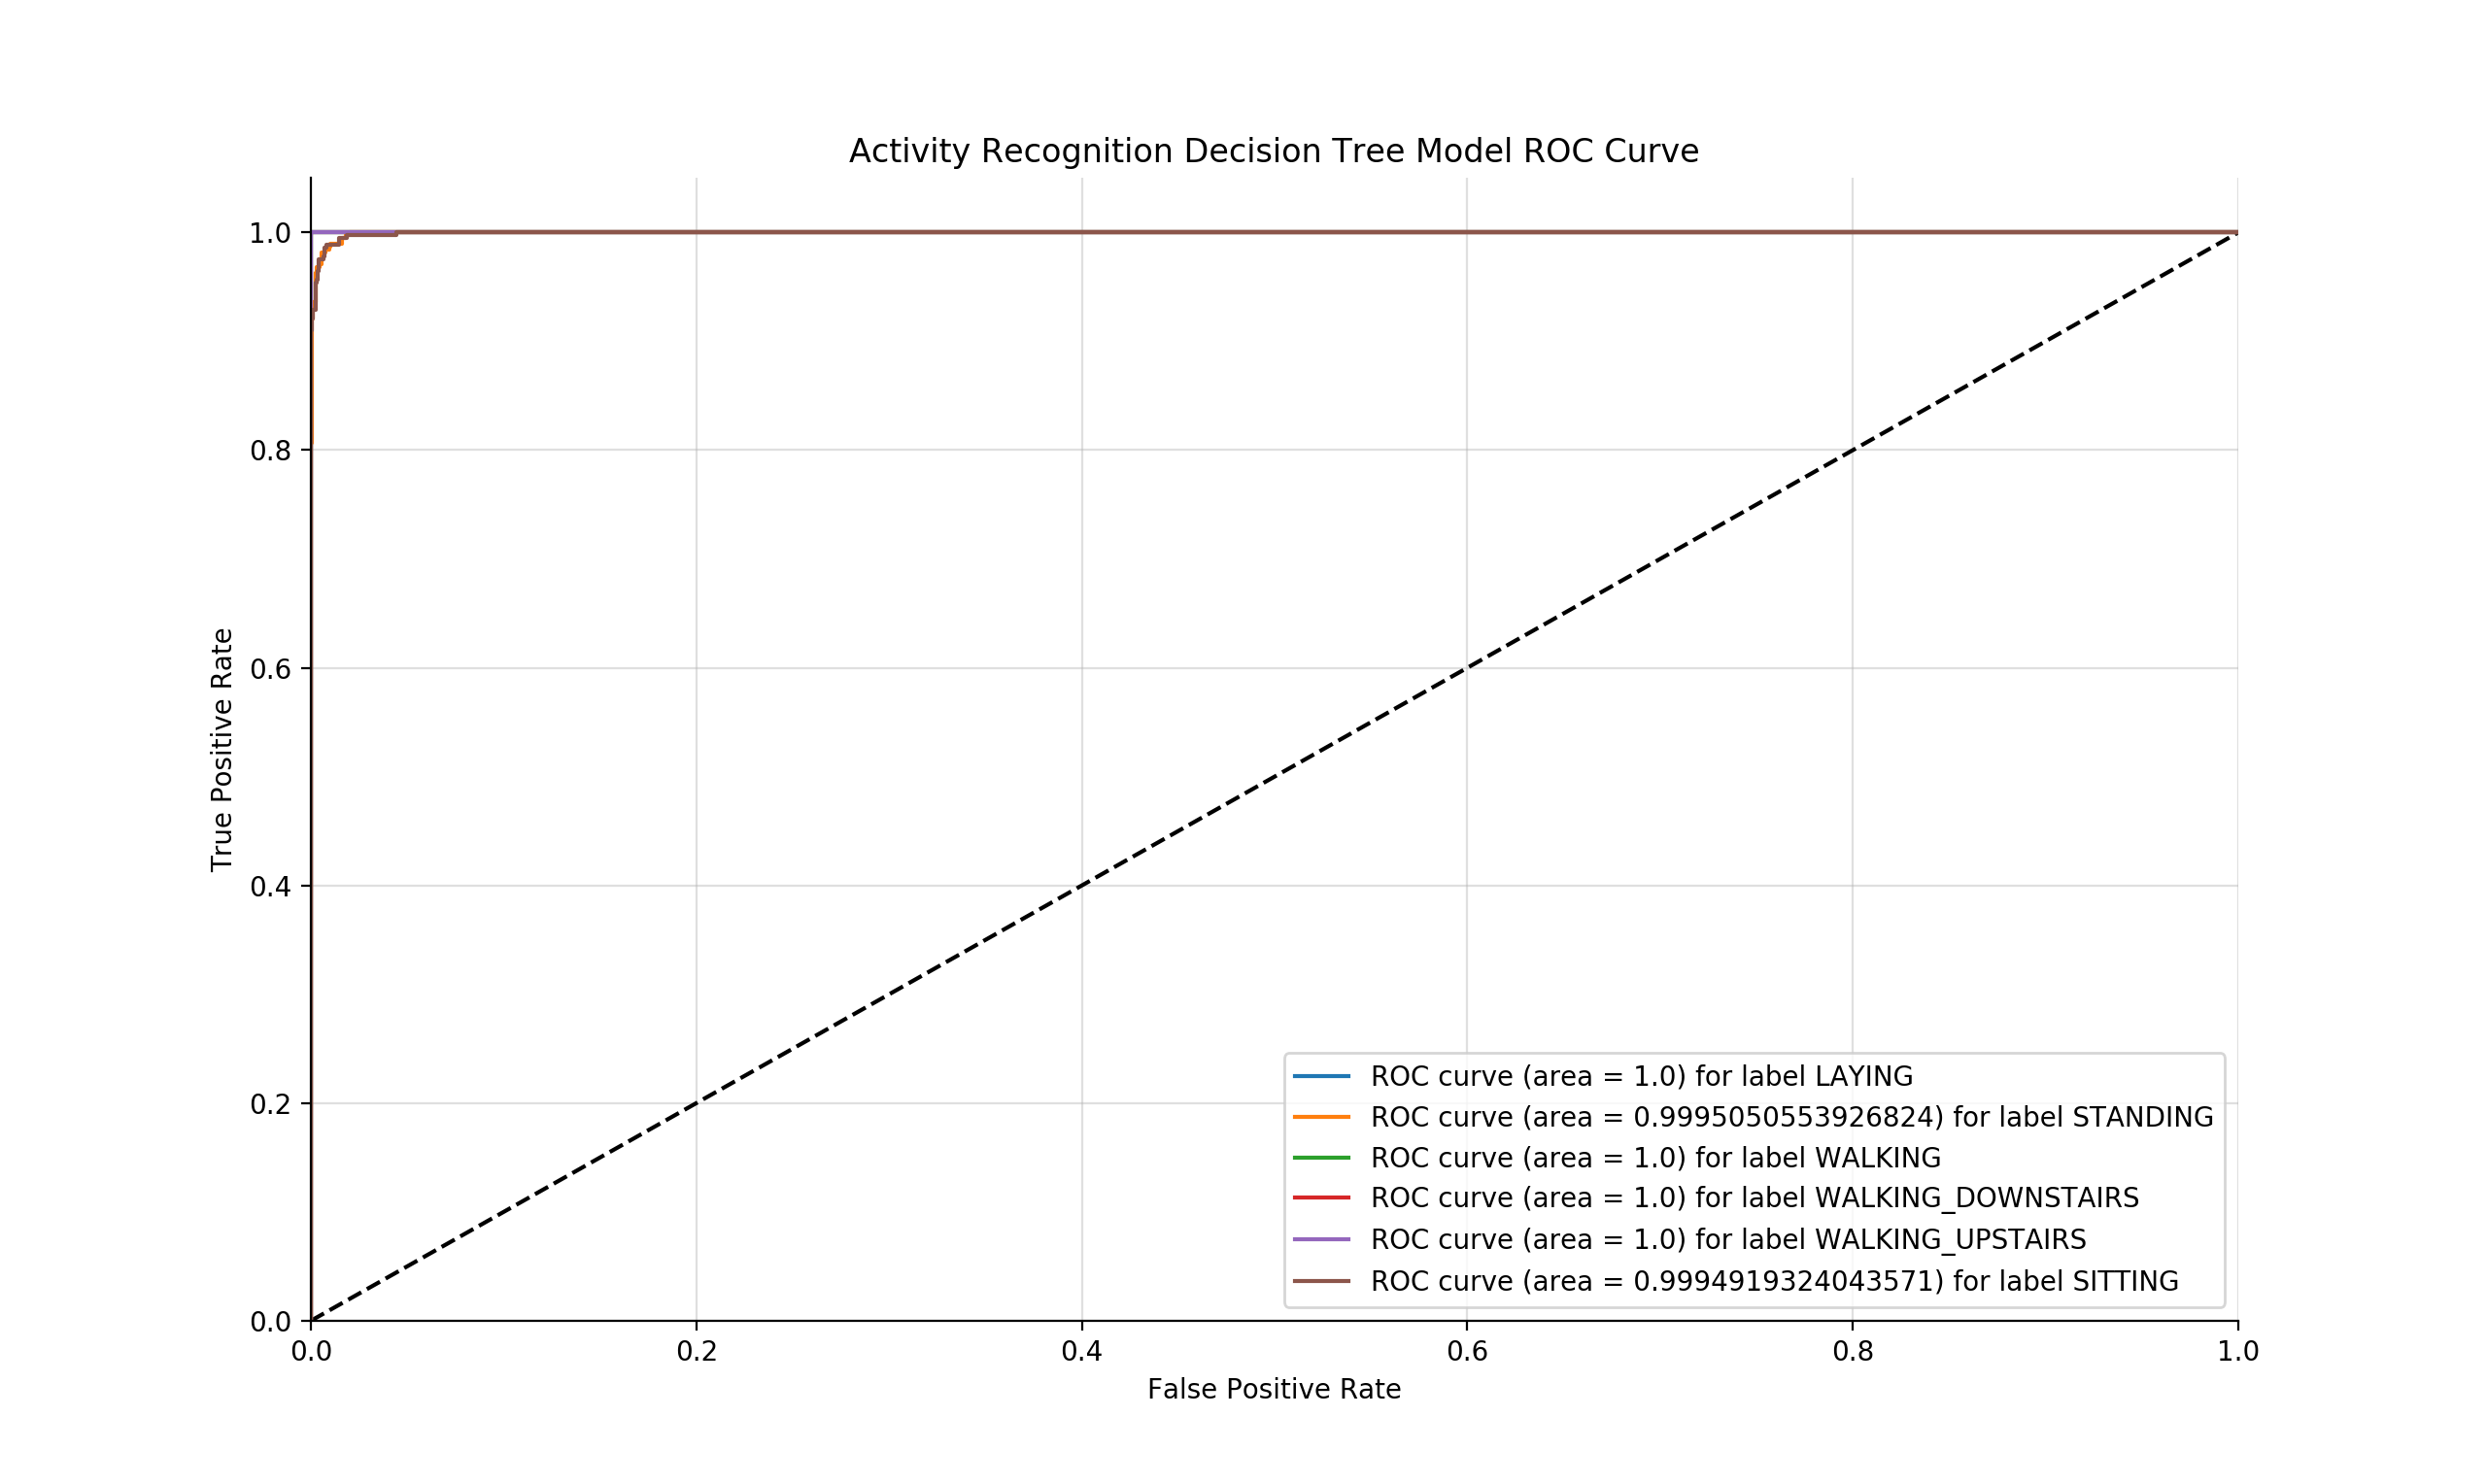 Activity Recognition Decision Tree Model ROC Curve
1.0
0.8
0.6
0.4
0.2
0.0
True Positive Rate
ROC curve (area = 1.0) for label LAYING
ROC curve (area = 0.9995050553926824) for label STANDING
ROC curve (area = 1.0) for label WALKING
ROC curve (area = 1.0) for label WALKING_DOWNSTAIRS
ROC curve (area = 1.0) for label WALKING_UPSTAIRS
ROC curve (area = 0.9994919324043571) for label SITTING
0.0 0.2 0.4 0.6 0.8 1.0
False Positive Rate